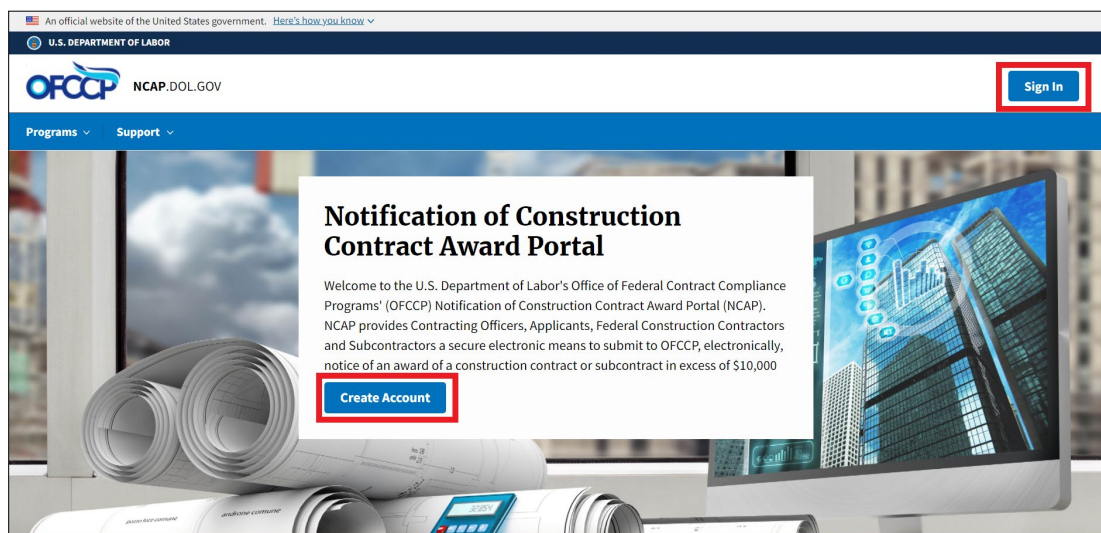 An official website of the United States government. Here's how you know
U.S. DEPARTMENT OF LABOR
OFCCP NCAP.DOL.GOV
Sign In
Programs Support
Notification of Construction
Contract Award Portal
Welcome to the U.S. Department of Labor's Office of Federal Contract Compliance
Programs' (OFCCP) Notification of Construction Contract Award Portal (NCAP).
NCAP provides Contracting Officers, Applicants, Federal Construction Contractors
and Subcontractors a secure electronic means to submit to OFCCP, electronically,
notice of an award of a construction contract or subcontract in excess of $10,000
Create Account
androne comune